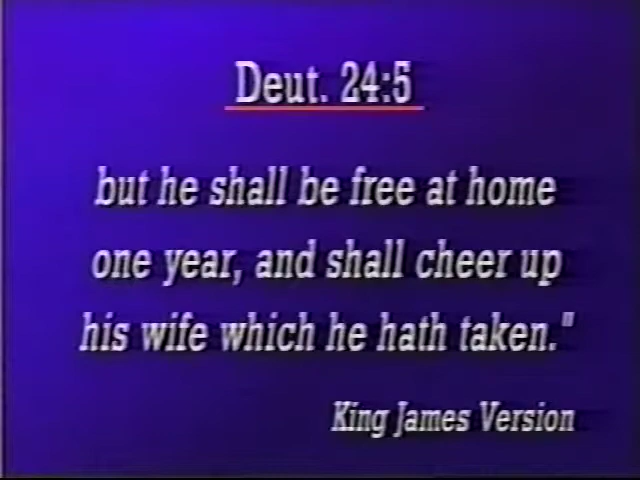 Deut. 24:5
but he shall be free at home
one year, and shall cheer up
his wife which he hath taken."
King James Version